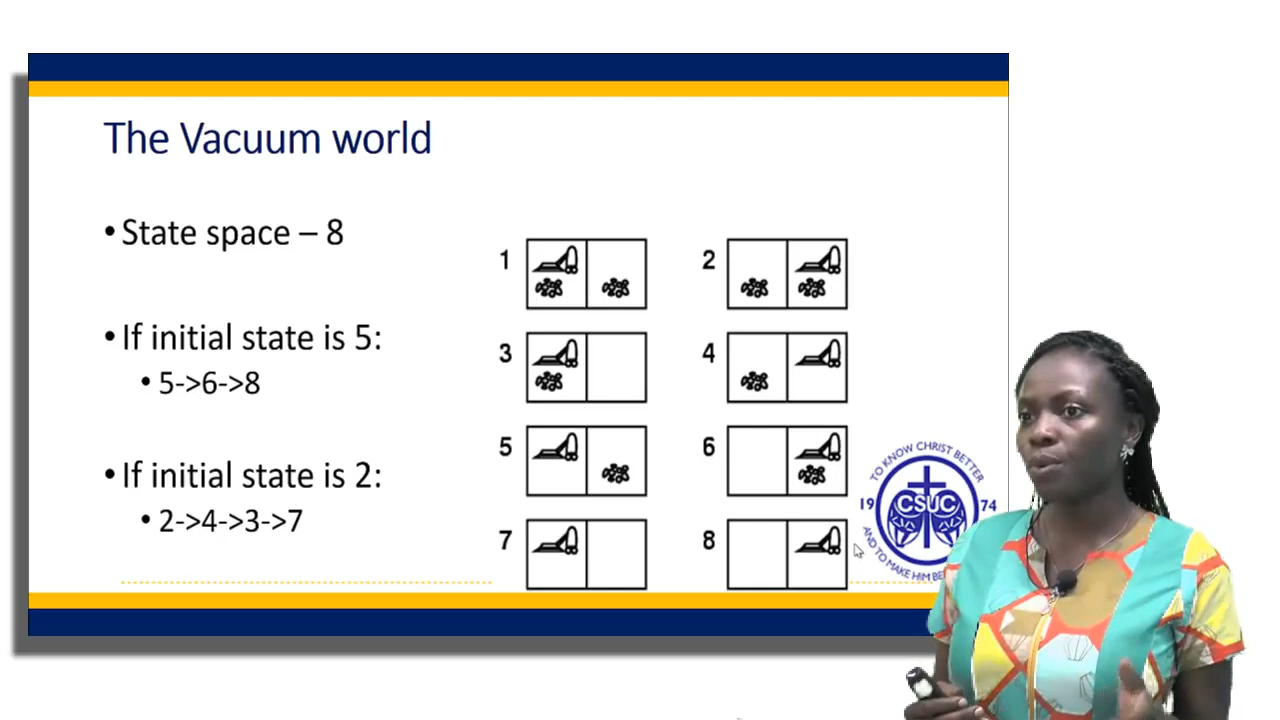 The Vacuum world
•State space – 8
•If initial state is 5:
•5->6->8
•If initial state is 2:
•2->4->3->7
1
2
3
4
5
6
7
8
TO KNOW CHRIST BETTER
19
CSUC
74
AND TO MAKE HIM BE